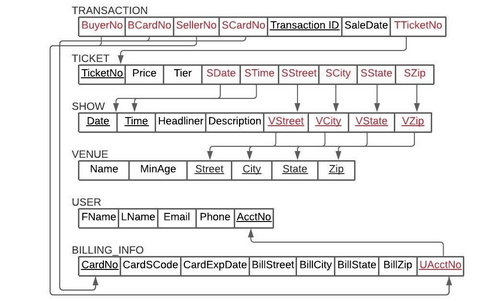 TRANSACTION
BuyerNo BCardNo SellerNo SCardNo Transaction ID SaleDate TTicketNo
TICKET
TicketNo Price Tier SDate STime SStreet SCity SState SZip
SHOW
Date Time Headliner Description VStreet VCity VState VZip
VENUE
Name MinAge Street City State Zip
USER
FName LName Email Phone AcctNo
BILLING_INFO
CardNo CardSCode CardExpDate BillStreet BillCity BillState BillZip UAcctNo